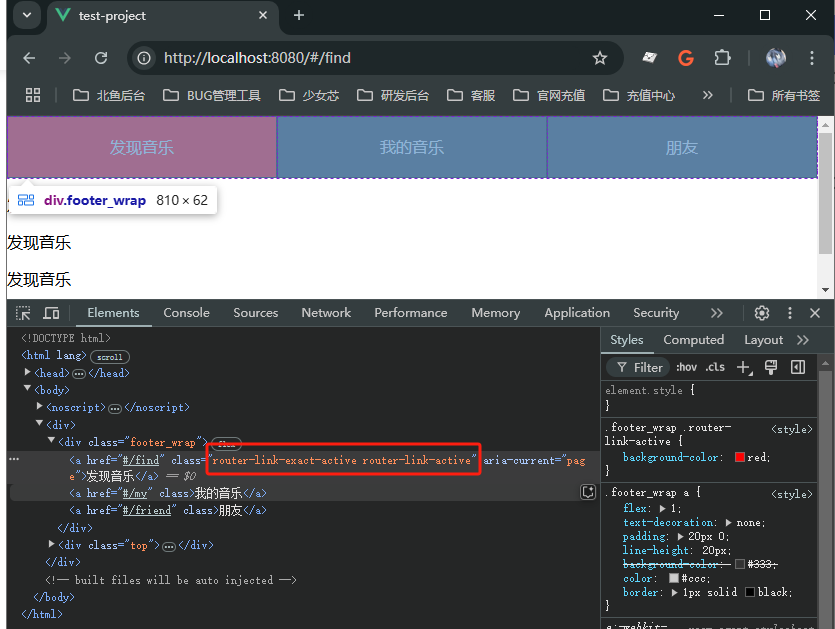 test-project
http://localhost:8080/#/find
北鱼后台 BUG管理工具 少女芯 研发后台 客服 官网充值 充值中心 » 所有书签
发现音乐 我的音乐 朋友
div.footer_wrap 810 × 62
发现音乐
发现音乐
Elements Console Sources Network Performance Memory Application Security »
<!DOCTYPE html>
<html lang> scroll
<head> ••• </head>
<body>
<noscript> ••• </noscript>
<div>
<div class="footer_wrap"> flex
<a href="#/find" class="router-link-exact-active router-link-active" aria-current="pag
e">发现音乐</a> == $0
<a href="#/my" class>我的音乐</a>
<a href="#/friend" class>朋友</a>
</div>
<div class="top"> ••• </div>
</div>
<!-- built files will be auto injected -->
</body>
</html>
Styles Computed Layout »
Filter :hov .cls
element.style {
}
.footer_wrap .router- <style>
link-active {
background-color: red;
}
.footer_wrap a { <style>
flex: 1;
text-decoration: none;
padding: 20px 0;
line-height: 20px;
background-color: #333;
color: #ccc;
border: 1px solid black;
}